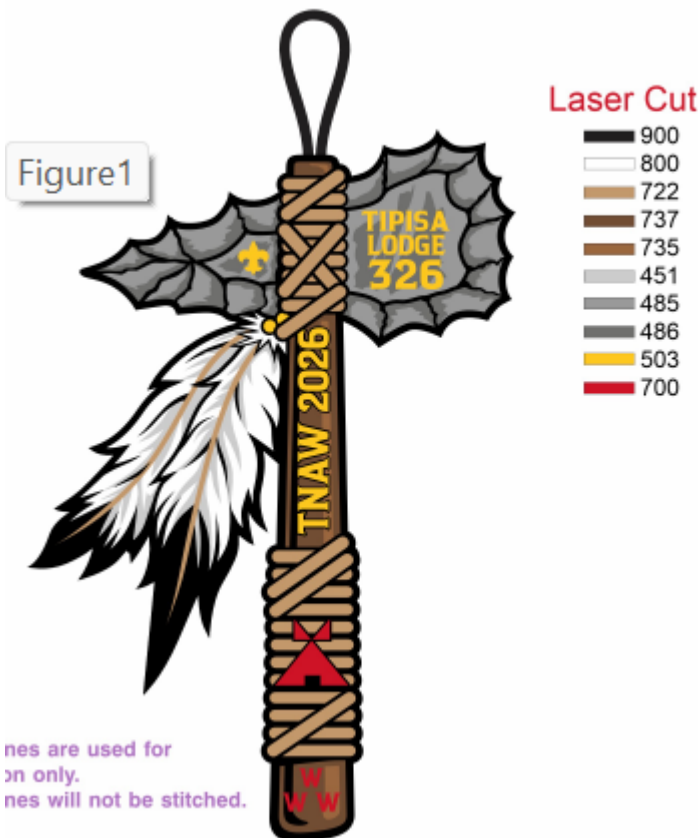 Laser Cut
900
800
722
737
735
451
485
486
503
700
Figure1
TIPISA
LODGE
326
TNAW 2026
W
W W
nes are used for
on only.
nes will not be stitched.